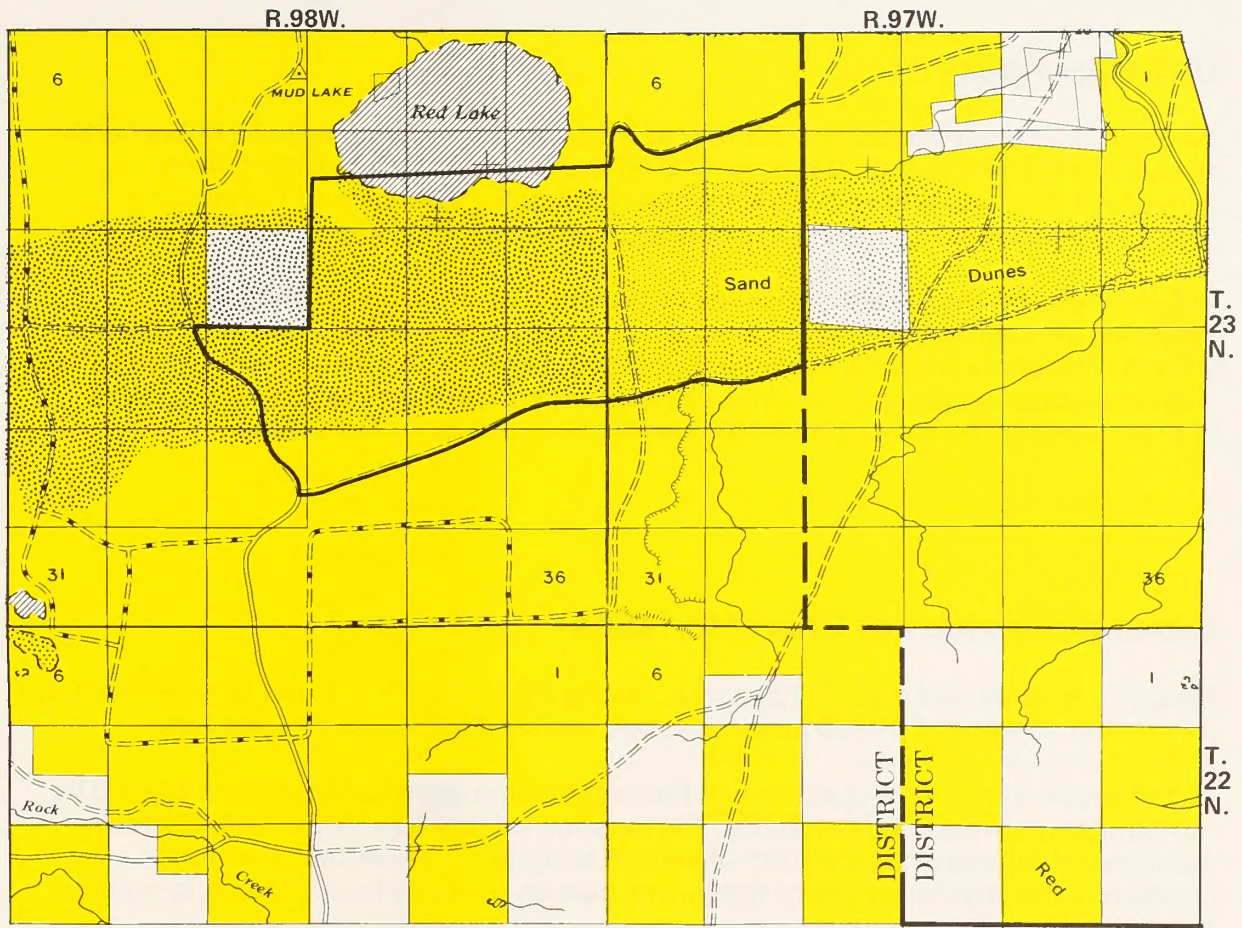 R.98W. R.97W.
6 6 1
MUD LAKE
Red Lake
Sand Dunes
T.
23
N.
31 36 31 36
6 1 6 1
T.
22
N.
DISTRICT
DISTRICT
Rock
Creek
Red